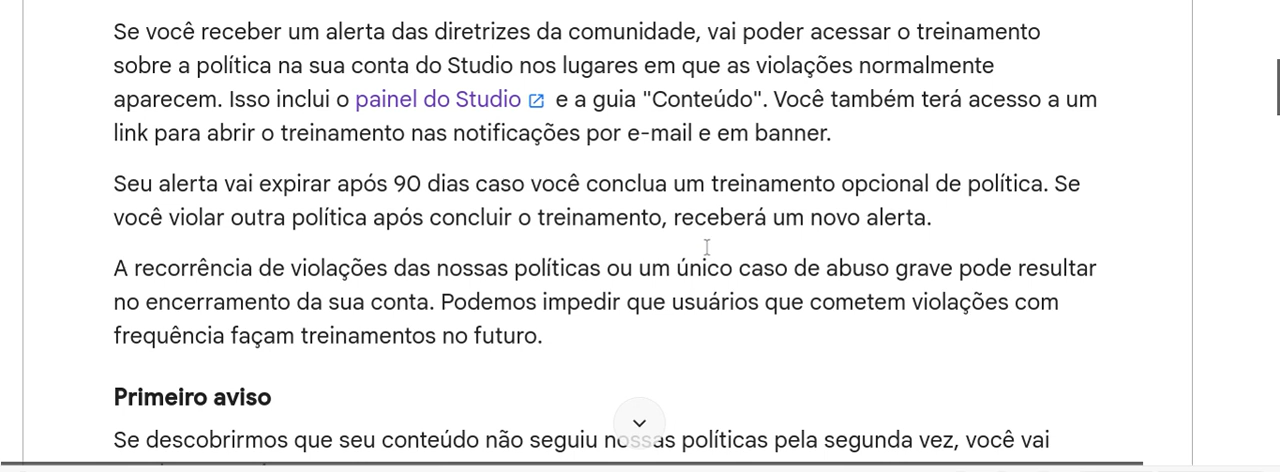 Se você receber um alerta das diretrizes da comunidade, vai poder acessar o treinamento
sobre a política na sua conta do Studio nos lugares em que as violações normalmente
aparecem. Isso inclui o painel do Studio e a guia "Conteúdo". Você também terá acesso a um
link para abrir o treinamento nas notificações por e-mail e em banner.
Seu alerta vai expirar após 90 dias caso você conclua um treinamento opcional de política. Se
você violar outra política após concluir o treinamento, receberá um novo alerta.
A recorrência de violações das nossas políticas ou um único caso de abuso grave pode resultar
no encerramento da sua conta. Podemos impedir que usuários que cometem violações com
frequência façam treinamentos no futuro.
Primeiro aviso
Se descobrirmos que seu conteúdo não seguiu nossas políticas pela segunda vez, você vai